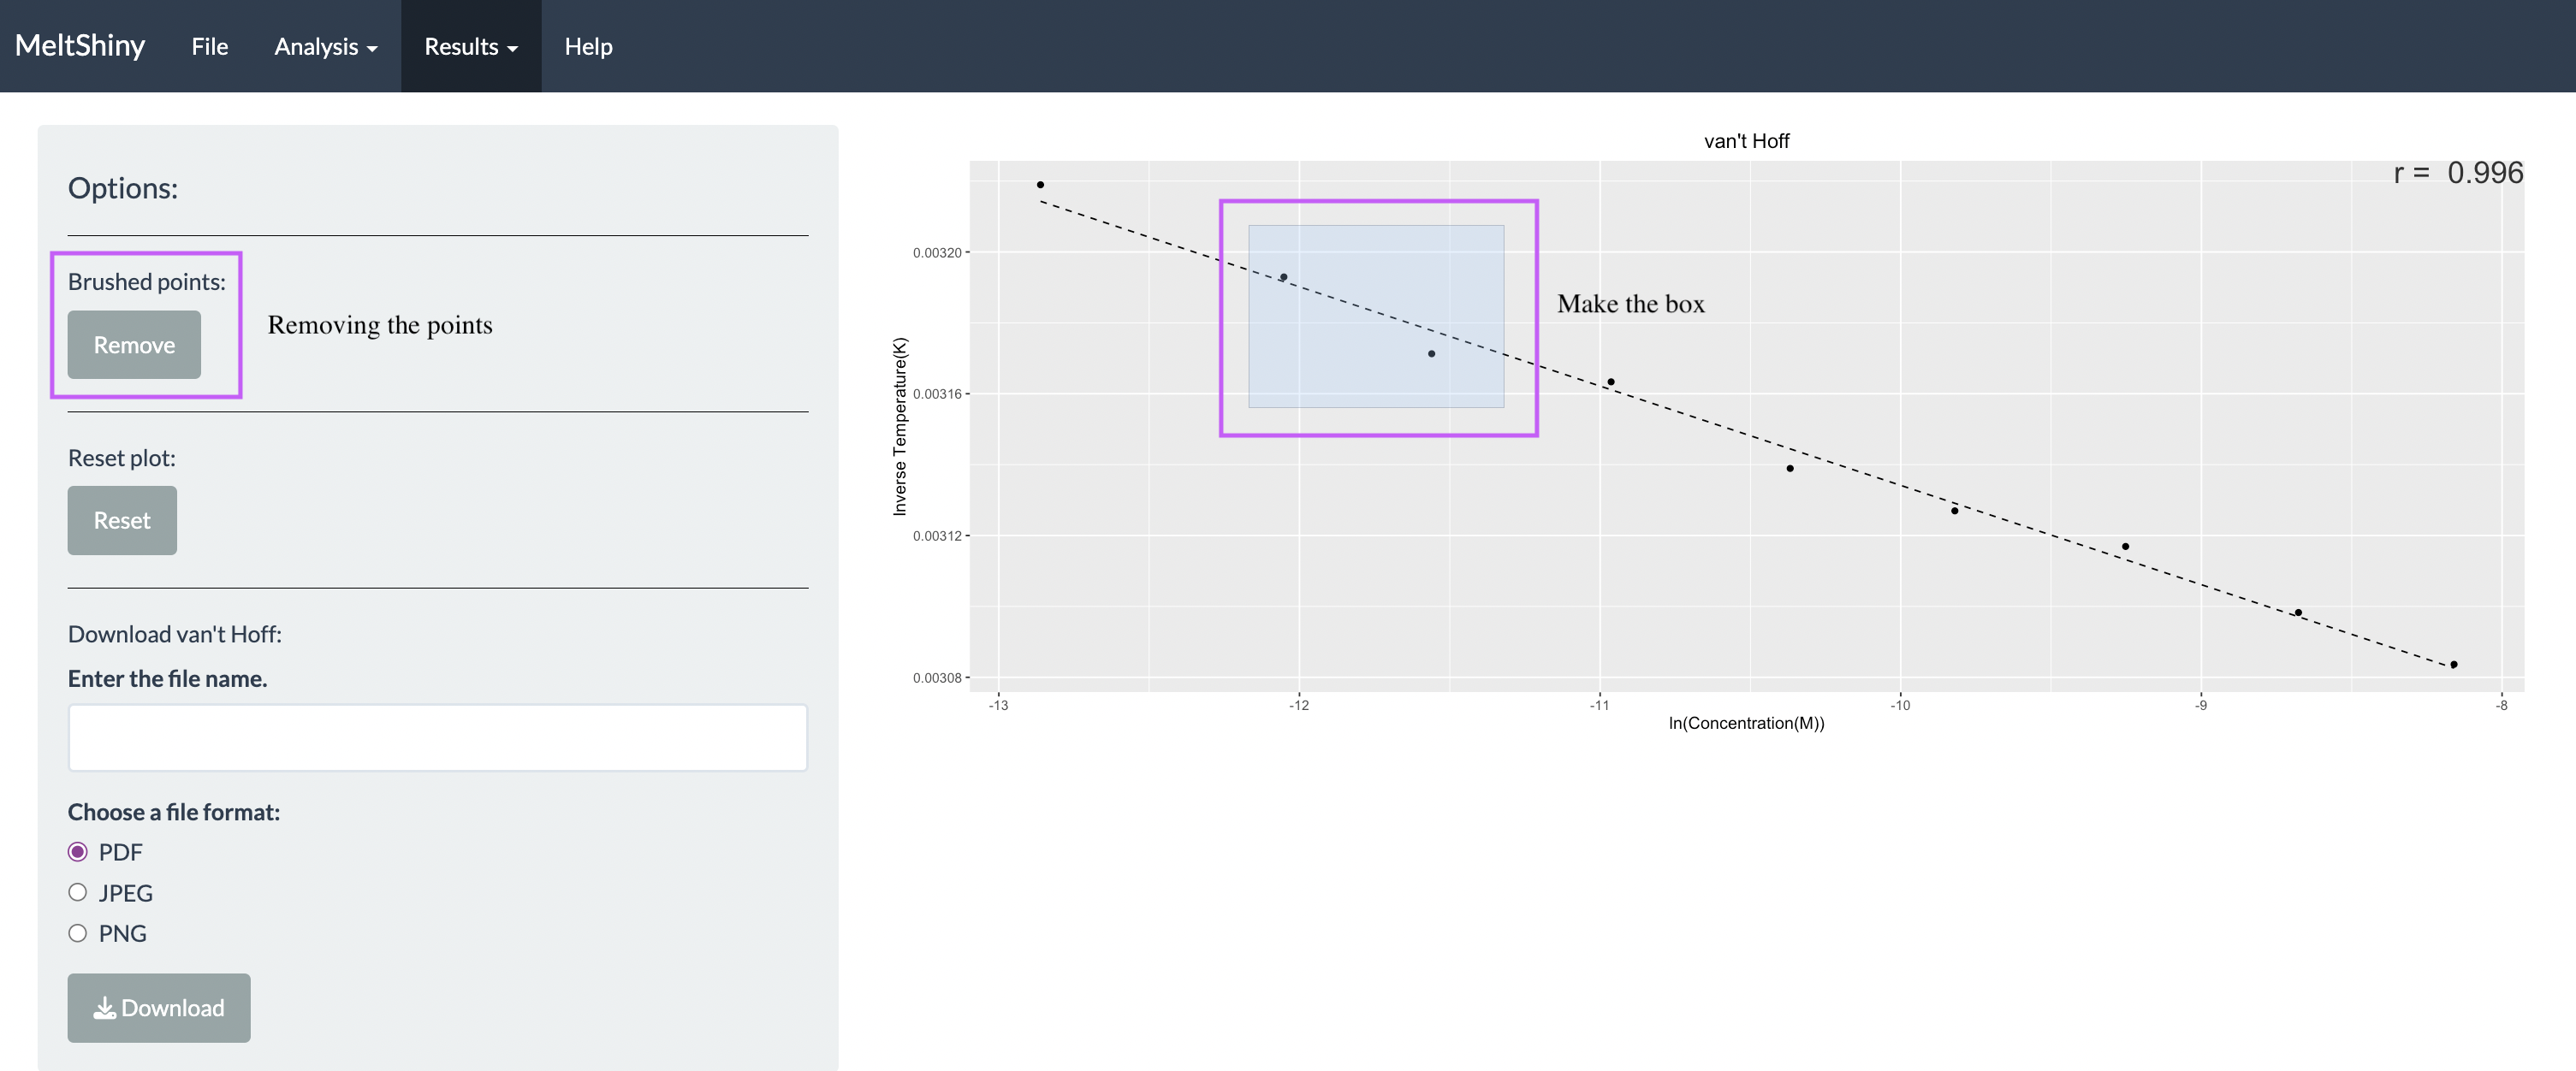 MeltShiny File Analysis Results Help
Options:
Brushed points:
Remove
Removing the points
Reset plot:
Reset
Download van't Hoff:
Enter the file name.
Choose a file format:
PDF
JPEG
PNG
Download
van't Hoff
r = 0.996
Make the box
Inverse Temperature(K)
0.00320
0.00316
0.00312
0.00308
-13 -12 -11 -10 -9 -8
ln(Concentration(M))